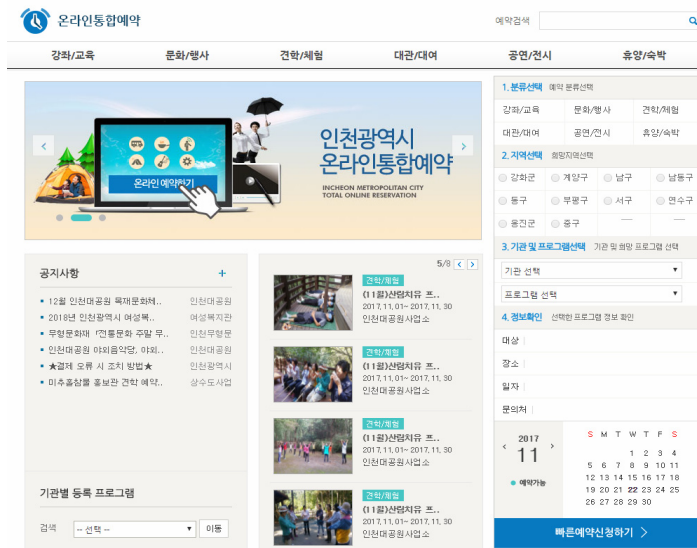 온라인통합예약
예약검색
강좌/교육 문화/행사 견학/체험 대관/대여 공연/전시 휴양/숙박
온라인 예약하기
인천광역시
온라인통합예약
INCHEON METROPOLITAN CITY
TOTAL ONLINE RESERVATION
공지사항 +
12월 인천대공원 목재문화체.. 인천대공원
2018년 인천광역시 여성복.. 여성복지관
무형문화재 『전통문화 주말 무.. 인천무형문
인천대공원 야외음악당, 야외.. 인천대공원
★결제 오류 시 조치 방법★ 인천광역시
미추홀참물 홍보관 견학 예약.. 상수도사업
기관별 등록 프로그램
검색 -- 선택 -- 이동
5/8
견학/체험
(11월)산림치유 프..
2017.11.01~ 2017.11.30
인천대공원사업소
견학/체험
(11월)산림치유 프..
2017.11.01~ 2017.11.30
인천대공원사업소
견학/체험
(11월)산림치유 프..
2017.11.01~ 2017.11.30
인천대공원사업소
견학/체험
(11월)산림치유 프..
2017.11.01~ 2017.11.30
인천대공원사업소
1. 분류선택 예약 분류선택
강좌/교육 문화/행사 견학/체험
대관/대여 공연/전시 휴양/숙박
2. 지역선택 희망지역선택
강화군 계양구 남구 남동구
동구 부평구 서구 연수구
옹진군 중구
3. 기관 및 프로그램선택 기관 및 희망 프로그램 선택
기관 선택
프로그램 선택
4. 정보확인 선택한 프로그램 정보 확인
대상
장소
일자
문의처
2017
11
예약가능
S M T W T F S
1 2 3 4
5 6 7 8 9 10 11
12 13 14 15 16 17 18
19 20 21 22 23 24 25
26 27 28 29 30
빠른예약신청하기 >